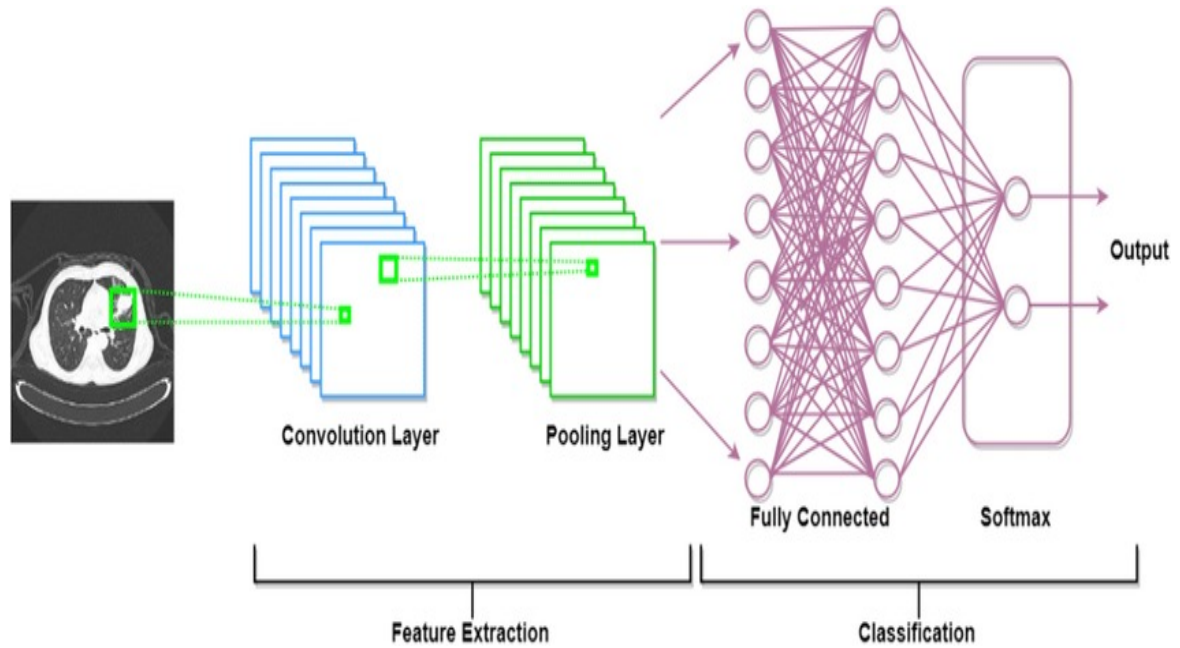 Output
Convolution Layer
Pooling Layer
Fully Connected
Softmax
Feature Extraction
Classification